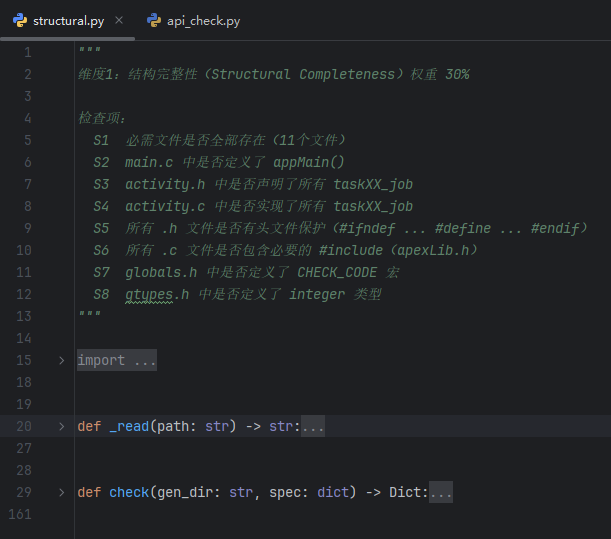 structural.py × api_check.py
1 """
2 维度1：结构完整性（Structural Completeness）权重 30%
3
4 检查项：
5 S1 必需文件是否全部存在（11个文件）
6 S2 main.c 中是否定义了 appMain()
7 S3 activity.h 中是否声明了所有 taskXX_job
8 S4 activity.c 中是否实现了所有 taskXX_job
9 S5 所有 .h 文件是否有头文件保护（#ifndef ... #define ... #endif）
10 S6 所有 .c 文件是否包含必要的 #include（apexLib.h）
11 S7 globals.h 中是否定义了 CHECK_CODE 宏
12 S8 gtypes.h 中是否定义了 integer 类型
13 """
14
15 import ...
18
19
20 def _read(path: str) -> str:...
27
28
29 def check(gen_dir: str, spec: dict) -> Dict:...
161